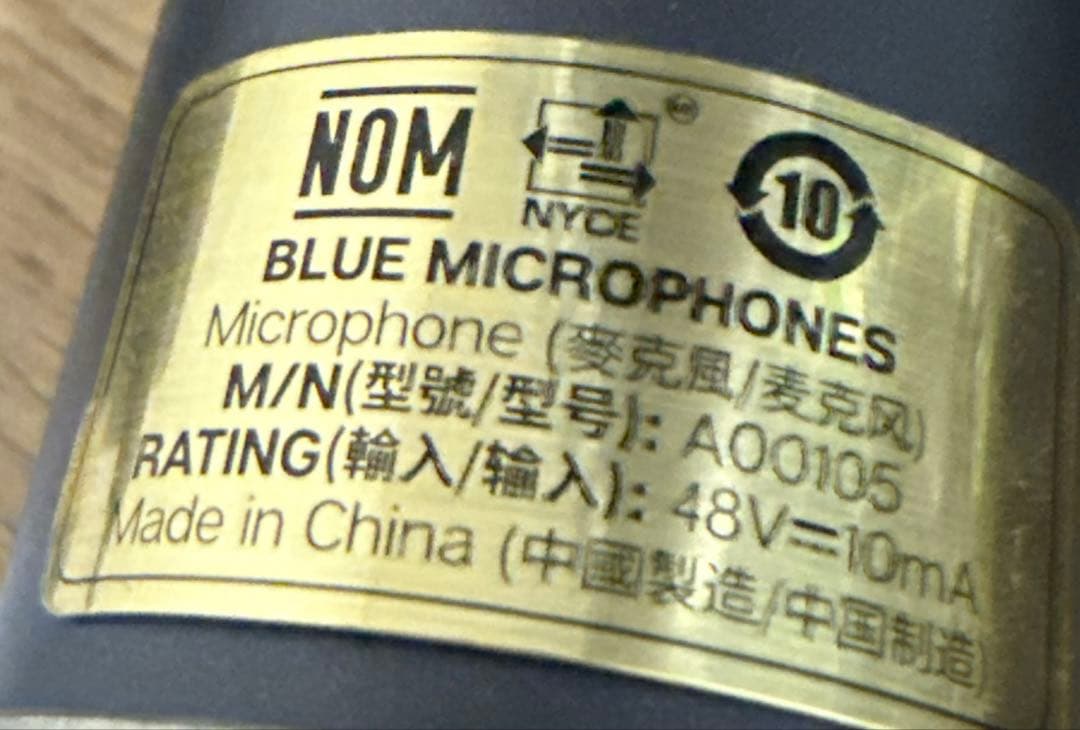 NOM NYCE 10
BLUE MICROPHONES
Microphone (麥克風/麦克风)
M/N(型號/型号): A00105
RATING(輸入/输入): 48V⎓10mA
Made in China (中國製造/中国制造)